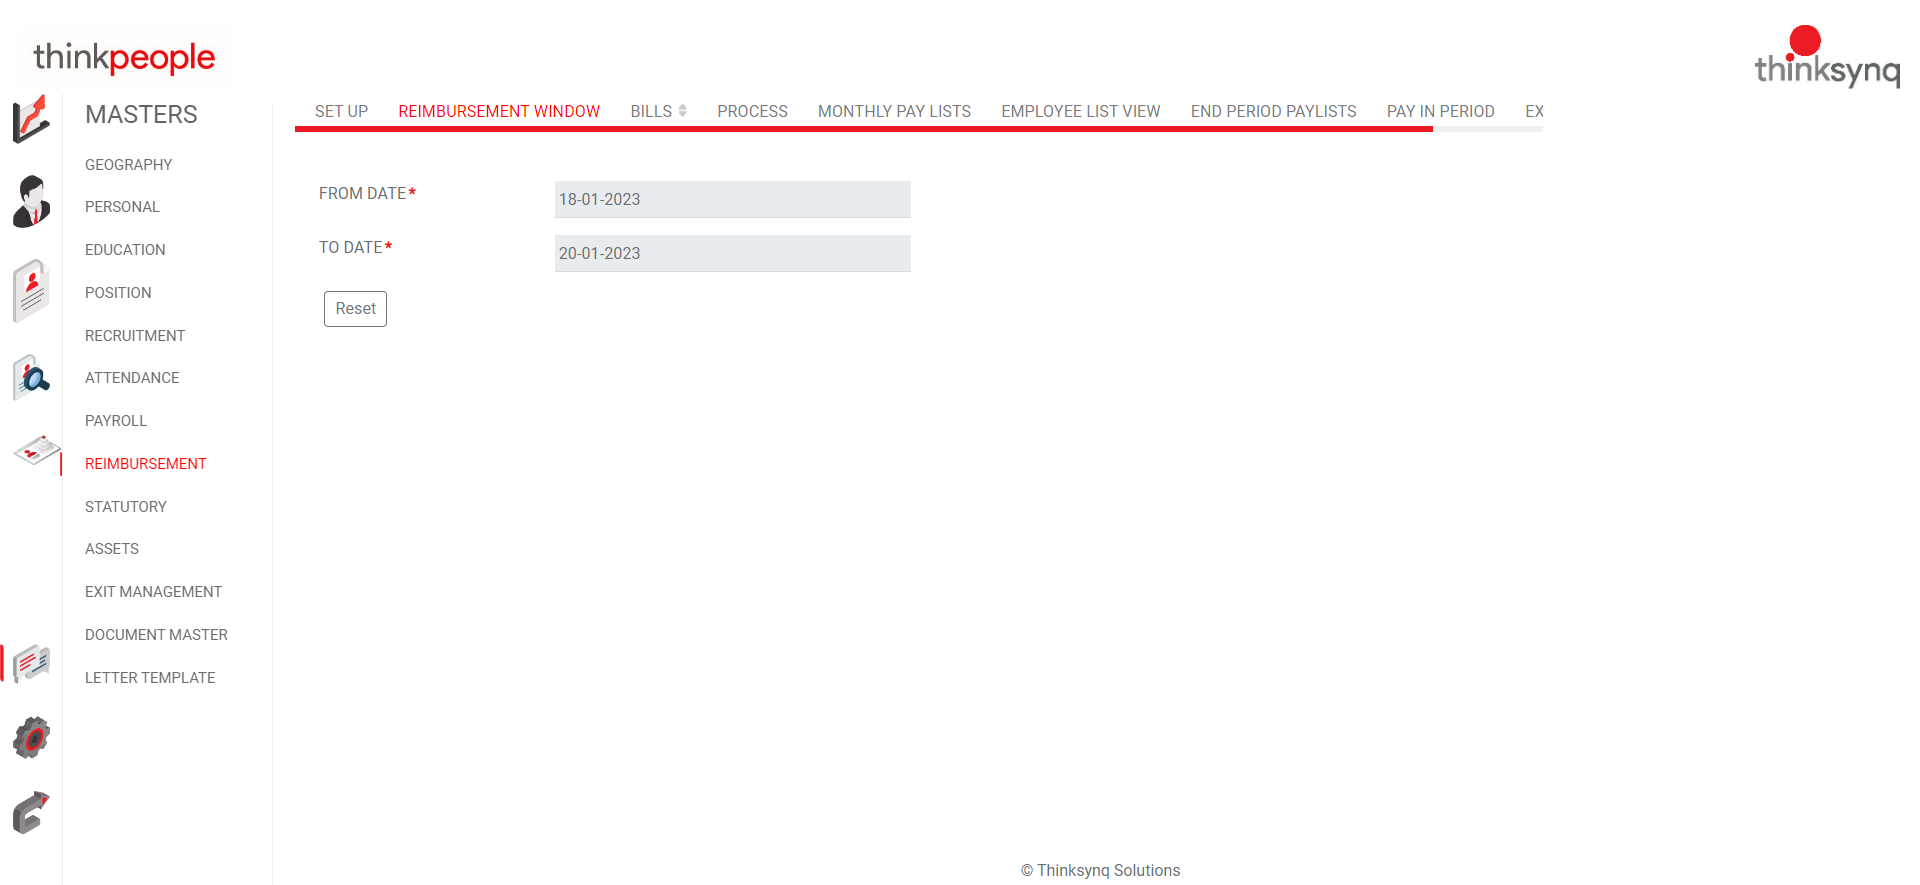 thinkpeople
thinksynq
MASTERS
GEOGRAPHY
PERSONAL
EDUCATION
POSITION
RECRUITMENT
ATTENDANCE
PAYROLL
REIMBURSEMENT
STATUTORY
ASSETS
EXIT MANAGEMENT
DOCUMENT MASTER
LETTER TEMPLATE
SET UP REIMBURSEMENT WINDOW BILLS PROCESS MONTHLY PAY LISTS EMPLOYEE LIST VIEW END PERIOD PAYLISTS PAY IN PERIOD EX
FROM DATE* 18-01-2023
TO DATE* 20-01-2023
Reset
© Thinksynq Solutions